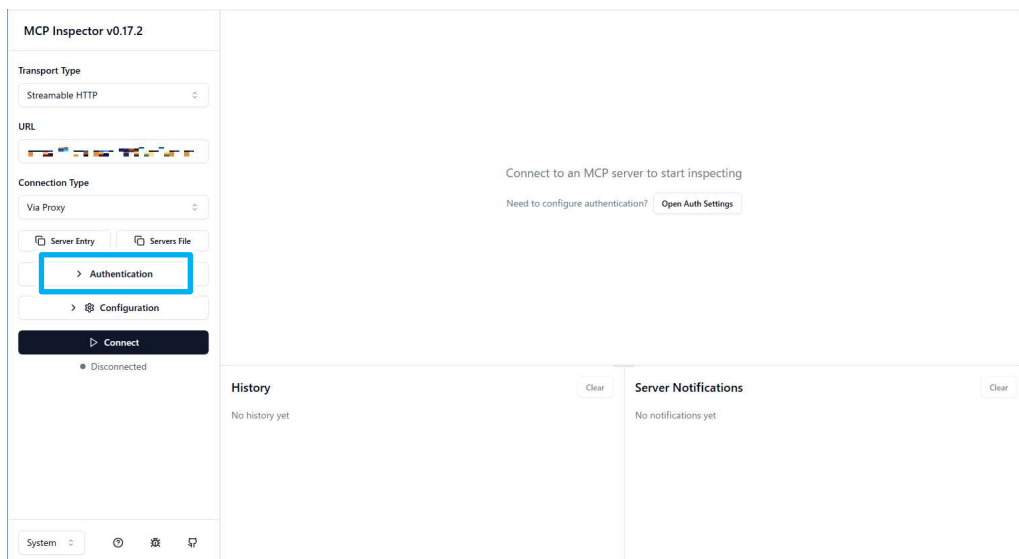 MCP Inspector v0.17.2
Transport Type
Streamable HTTP
URL
Connection Type
Via Proxy
Server Entry
Servers File
Authentication
Configuration
Connect
Disconnected
System
Connect to an MCP server to start inspecting
Need to configure authentication? Open Auth Settings
History
Clear
No history yet
Server Notifications
Clear
No notifications yet